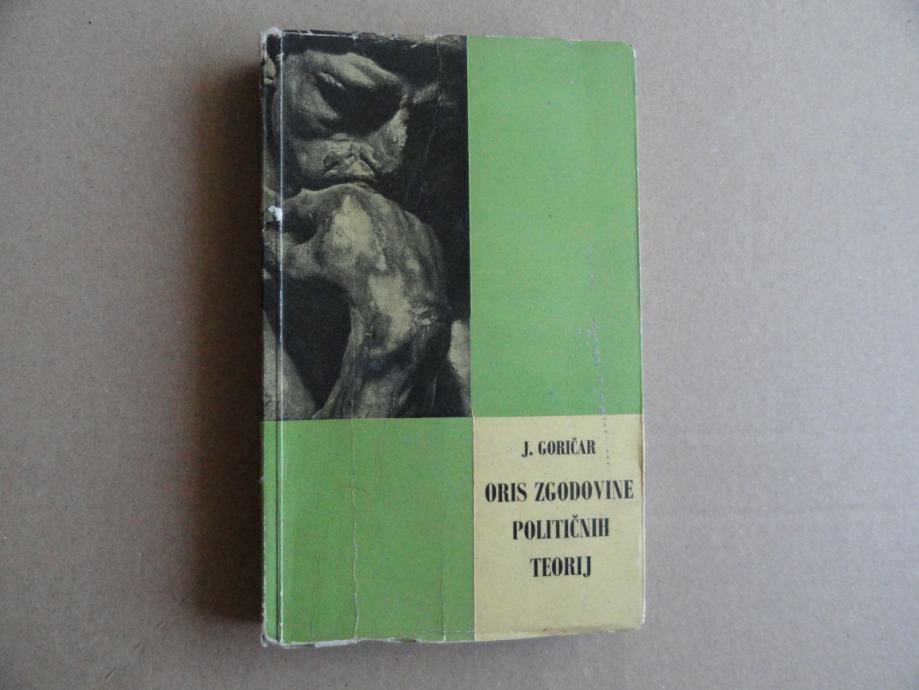 J. GORIČAR
ORIS ZGODOVINE
POLITIČNIH
TEORIJ